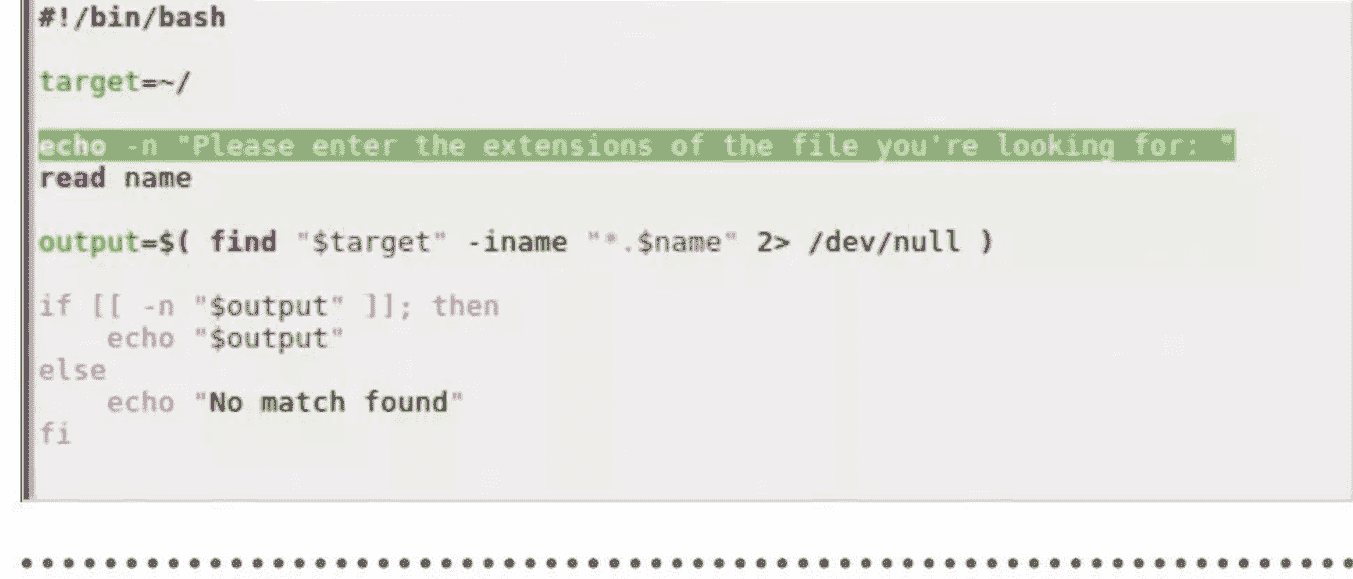 #!/bin/bash
target=~/
echo -n "Please enter the extensions of the file you're looking for: "
read name
output=$( find "$target" -iname "*.$name" 2> /dev/null )
if [[ -n "$output" ]]; then
    echo "$output"
else
    echo "No match found"
fi